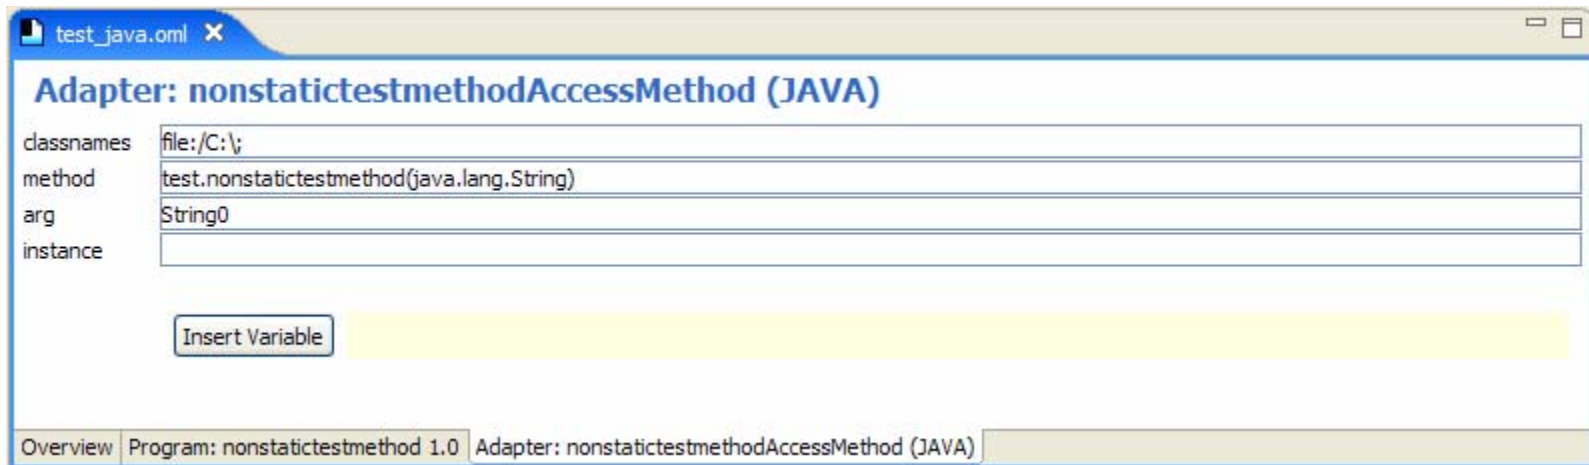 test_java.oml
Adapter: nonstatictestmethodAccessMethod (JAVA)
classnames file:/C:\;
method test.nonstatictestmethod(java.lang.String)
arg String0
instance
Insert Variable
Overview Program: nonstatictestmethod 1.0 Adapter: nonstatictestmethodAccessMethod (JAVA)